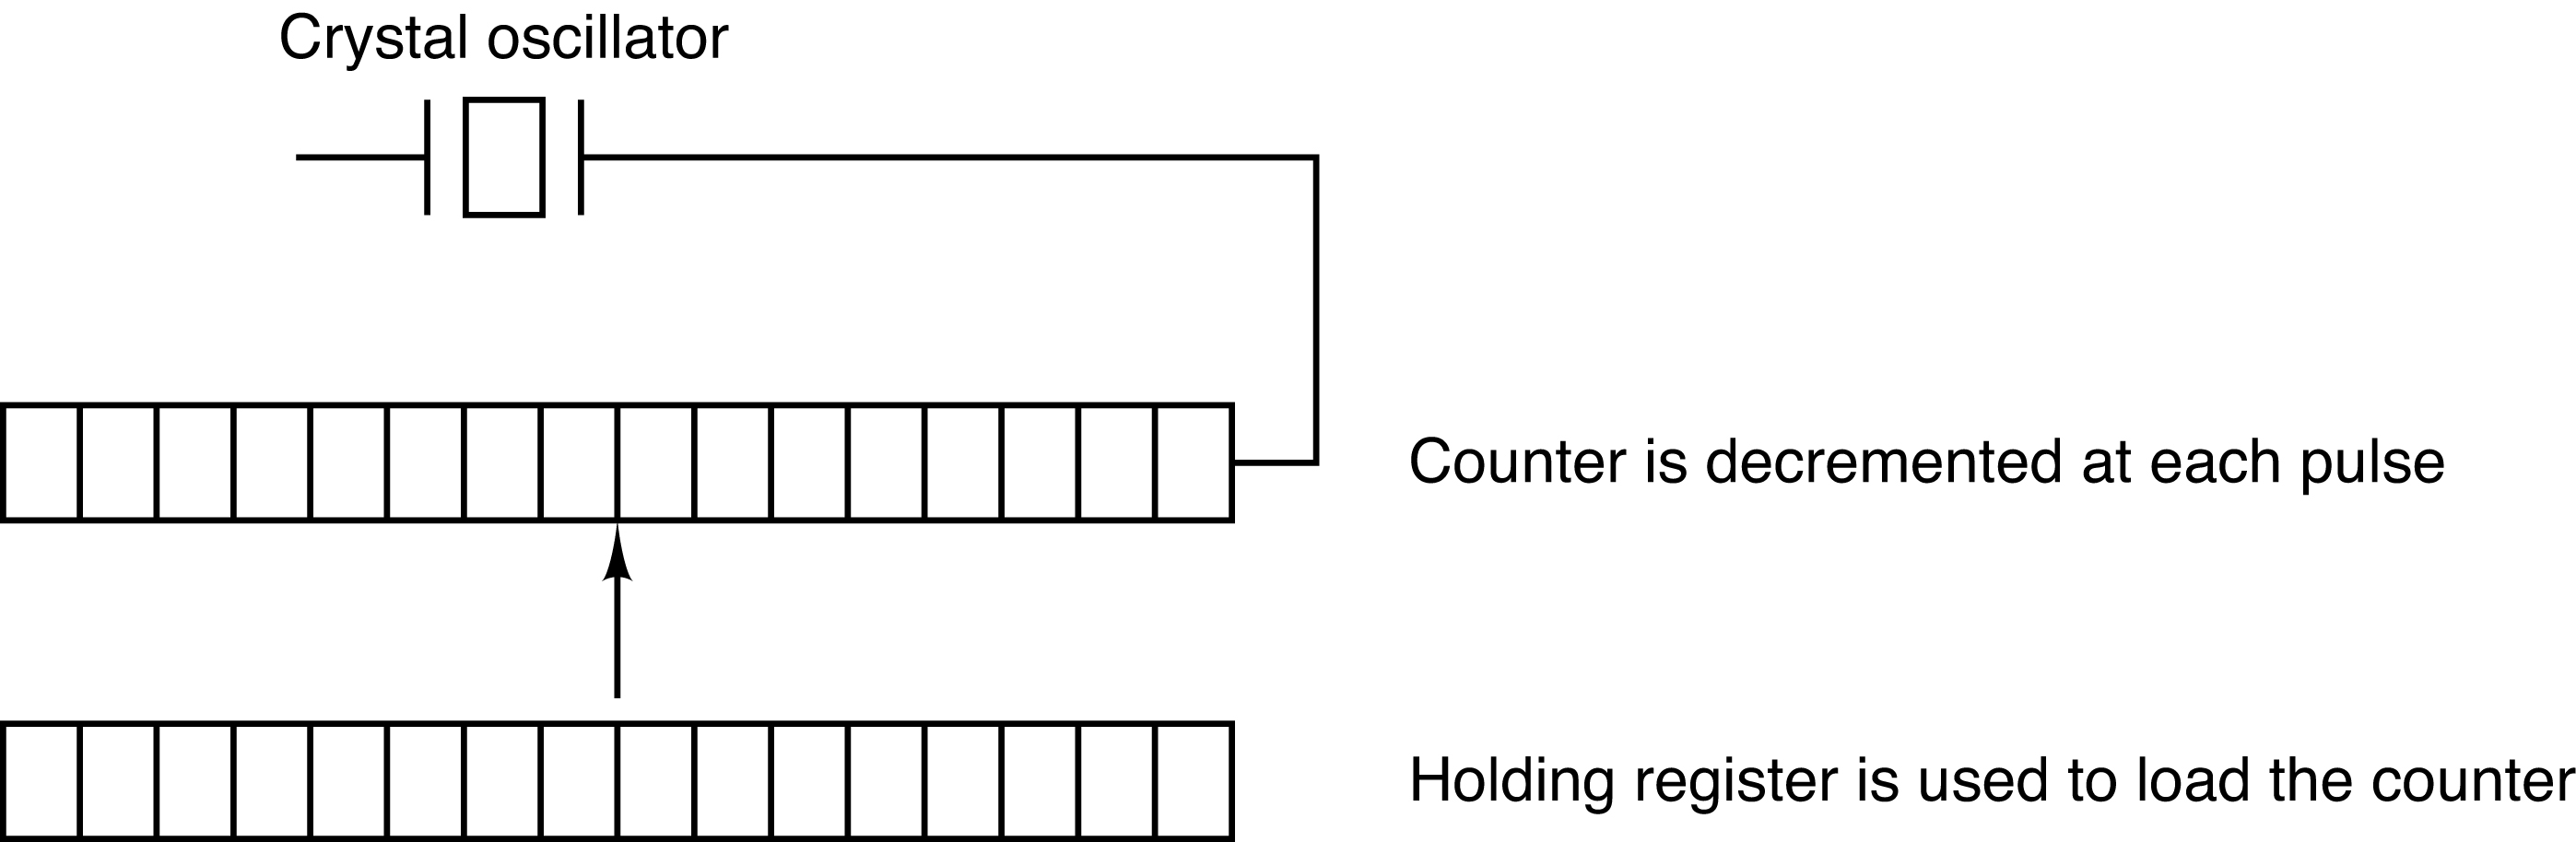 Crystal oscillator
Counter is decremented at each pulse
Holding register is used to load the counter